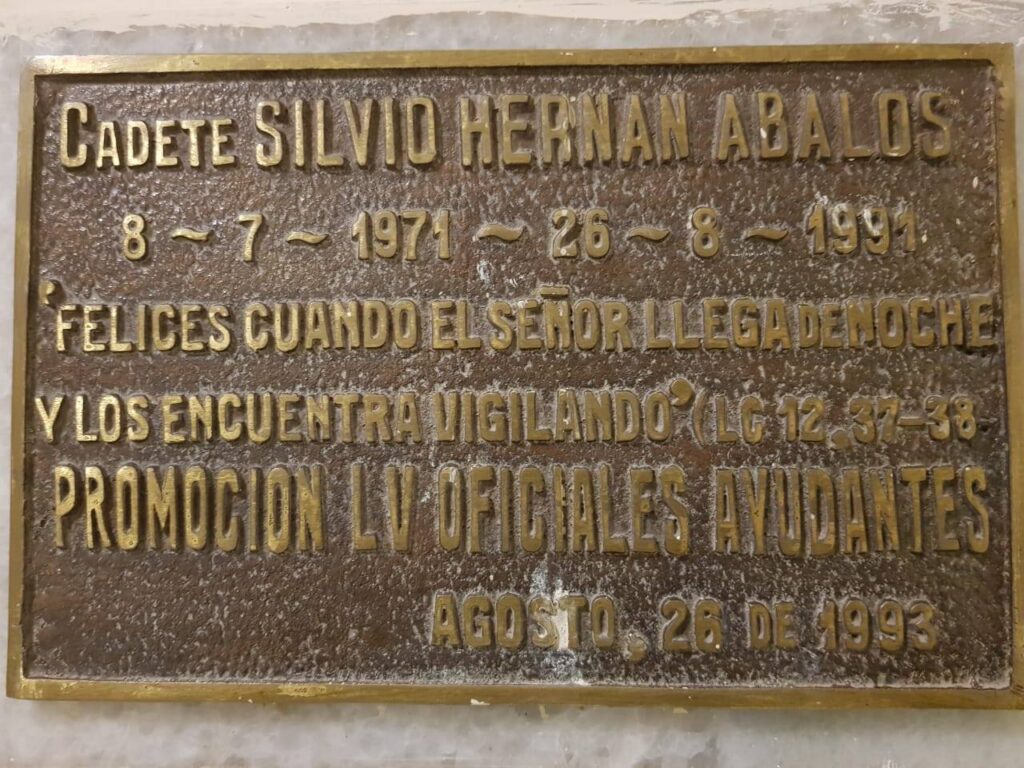 Cadete SILVIO HERNAN ABALOS
8 ~ 7 ~ 1971 ~ 26 ~ 8 ~ 1991
'FELICES CUANDO EL SEÑOR LLEGA DE NOCHE
Y LOS ENCUENTRA VIGILANDO' (LC 12,37-38
PROMOCION LV OFICIALES AYUDANTES
AGOSTO, 26 DE 1993